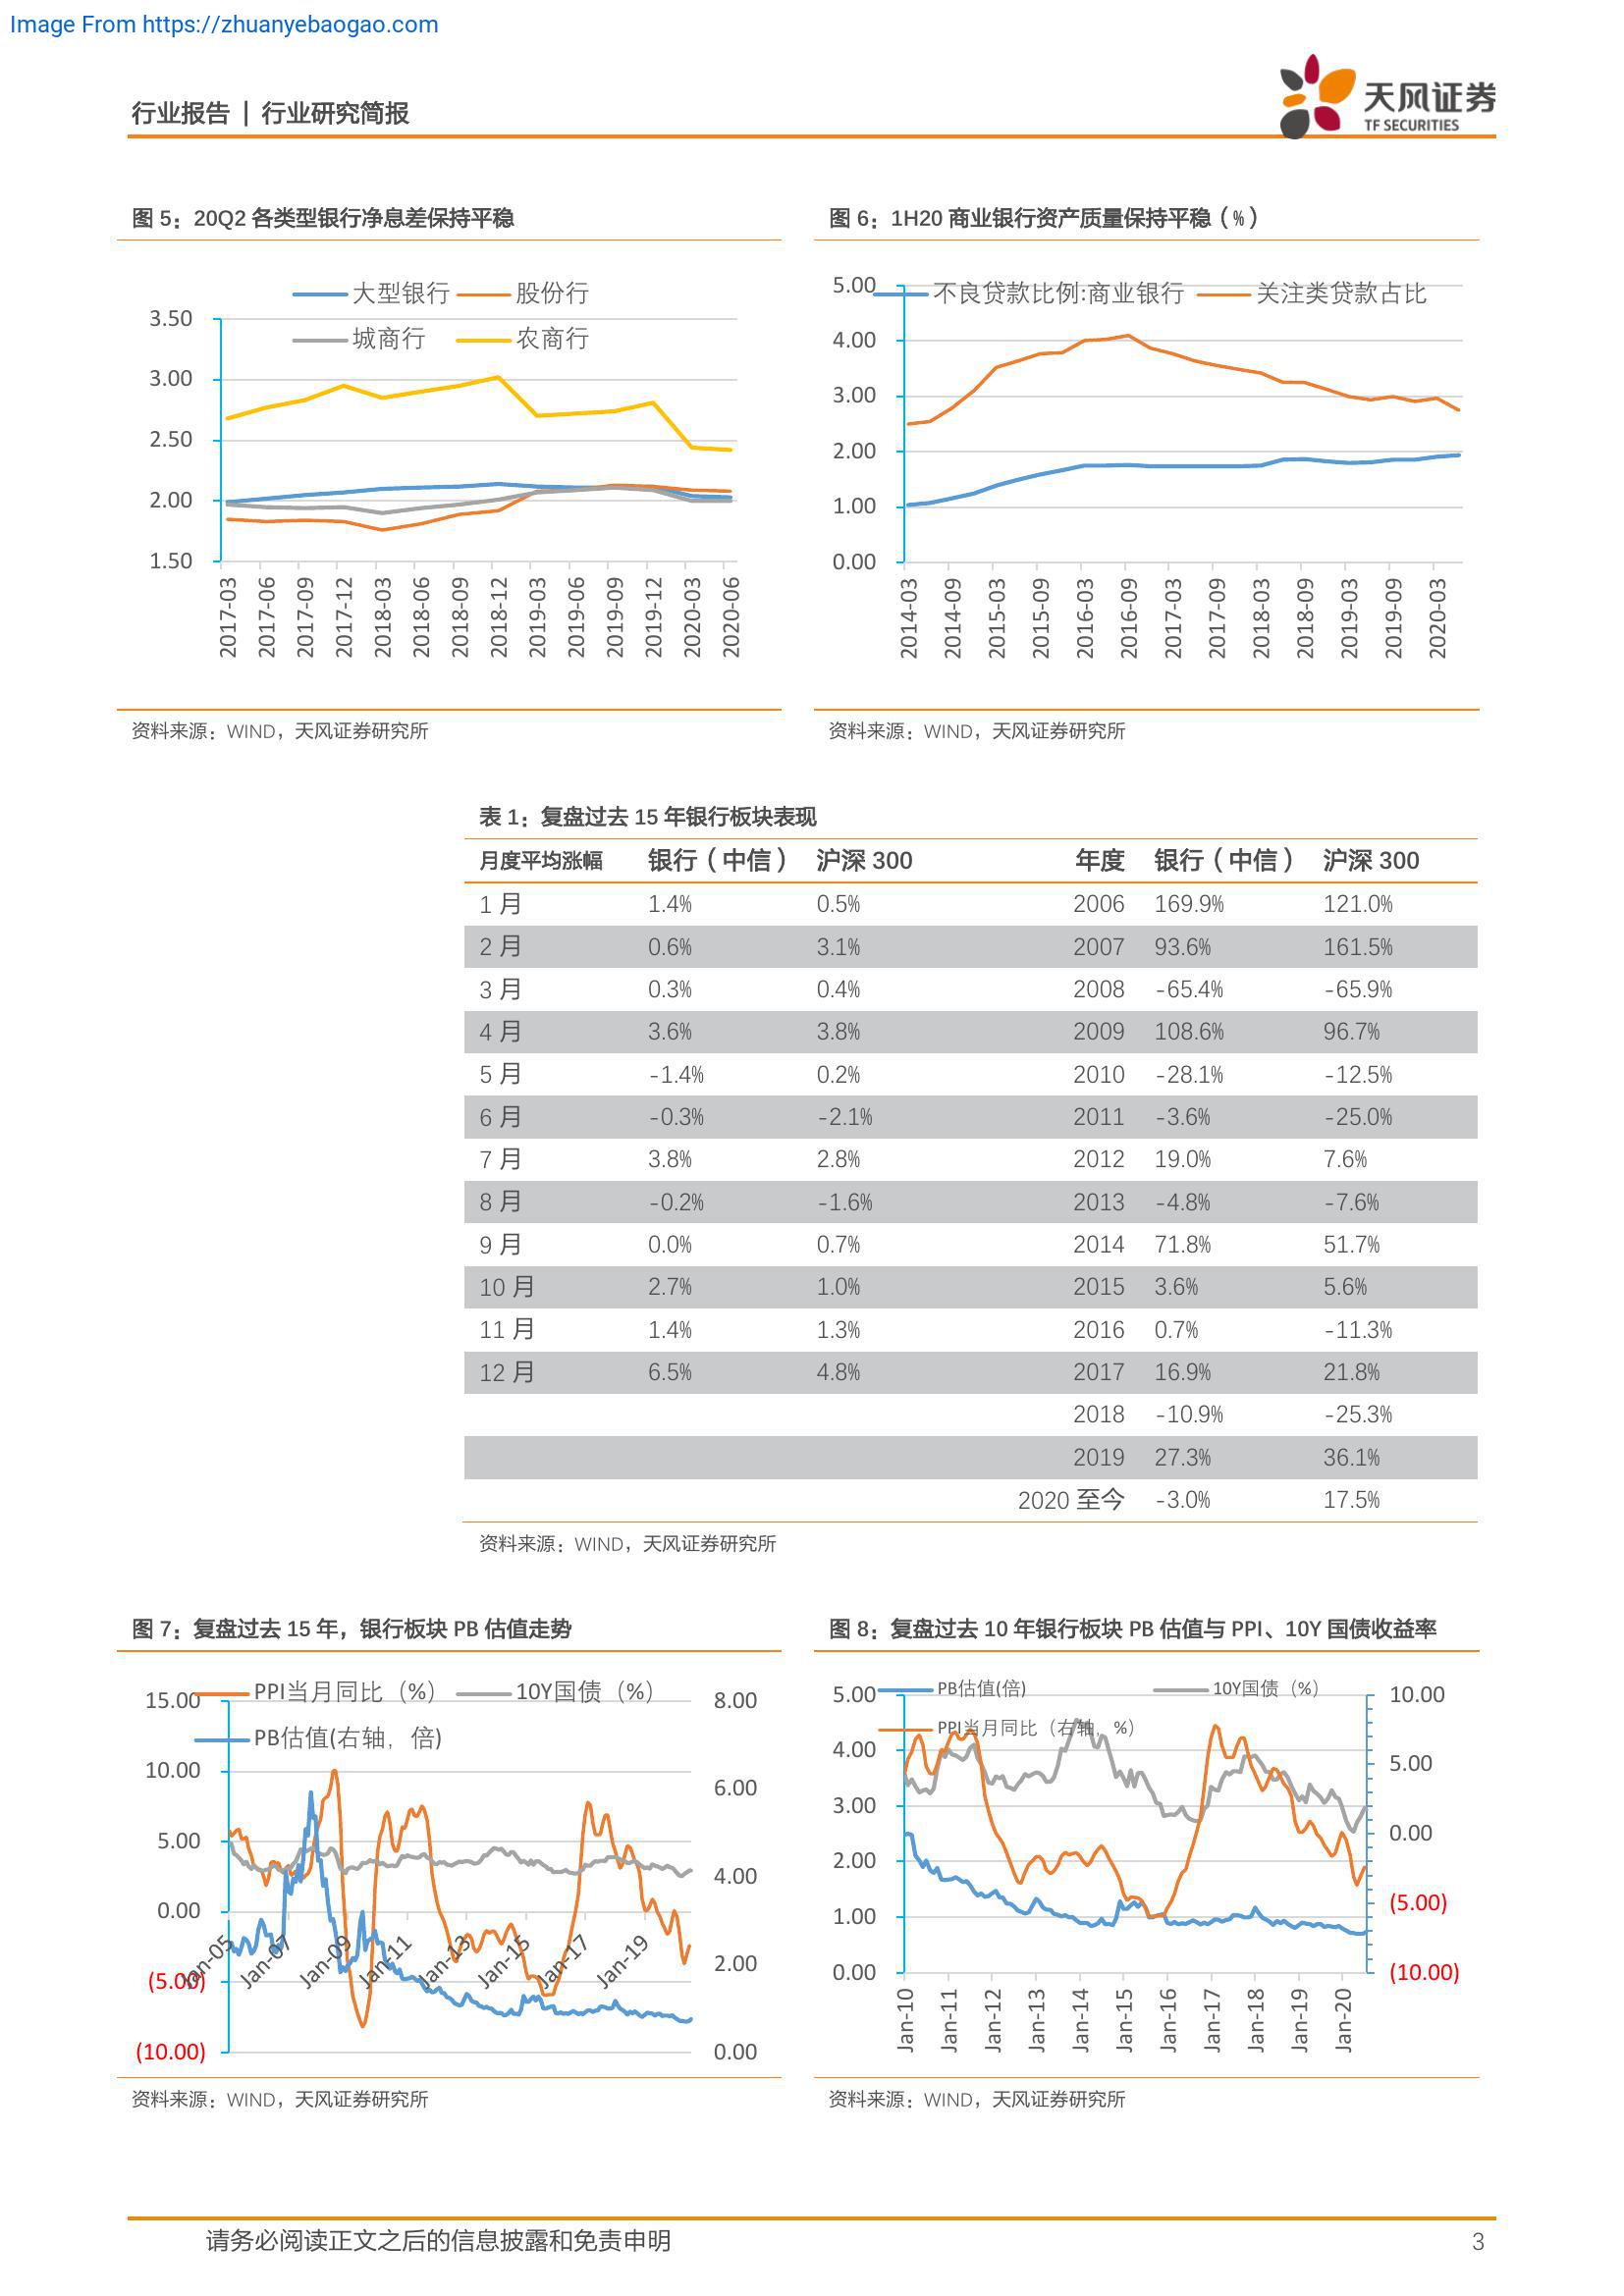 Image From https://zhuanyebaogao.com
行业报告 | 行业研究简报
天风证券
TF SECURITIES
图 5：20Q2 各类型银行净息差保持平稳
大型银行 股份行
城商行 农商行
3.50
3.00
2.50
2.00
1.50
2017-03 2017-06 2017-09 2017-12 2018-03 2018-06 2018-09 2018-12 2019-03 2019-06 2019-09 2019-12 2020-03 2020-06
资料来源：WIND，天风证券研究所
图 6：1H20 商业银行资产质量保持平稳（%）
不良贷款比例:商业银行 关注类贷款占比
5.00
4.00
3.00
2.00
1.00
0.00
2014-03 2014-09 2015-03 2015-09 2016-03 2016-09 2017-03 2017-09 2018-03 2018-09 2019-03 2019-09 2020-03
资料来源：WIND，天风证券研究所
表 1：复盘过去 15 年银行板块表现
月度平均涨幅 银行（中信） 沪深 300 年度 银行（中信） 沪深 300
1 月 1.4% 0.5% 2006 169.9% 121.0%
2 月 0.6% 3.1% 2007 93.6% 161.5%
3 月 0.3% 0.4% 2008 -65.4% -65.9%
4 月 3.6% 3.8% 2009 108.6% 96.7%
5 月 -1.4% 0.2% 2010 -28.1% -12.5%
6 月 -0.3% -2.1% 2011 -3.6% -25.0%
7 月 3.8% 2.8% 2012 19.0% 7.6%
8 月 -0.2% -1.6% 2013 -4.8% -7.6%
9 月 0.0% 0.7% 2014 71.8% 51.7%
10 月 2.7% 1.0% 2015 3.6% 5.6%
11 月 1.4% 1.3% 2016 0.7% -11.3%
12 月 6.5% 4.8% 2017 16.9% 21.8%
2018 -10.9% -25.3%
2019 27.3% 36.1%
2020 至今 -3.0% 17.5%
资料来源：WIND，天风证券研究所
图 7：复盘过去 15 年，银行板块 PB 估值走势
PPI当月同比（%） 10Y国债（%）
PB估值(右轴，倍)
15.00
10.00
5.00
0.00
(5.00)
(10.00)
8.00
6.00
4.00
2.00
0.00
Jan-05 Jan-07 Jan-09 Jan-11 Jan-13 Jan-15 Jan-17 Jan-19
资料来源：WIND，天风证券研究所
图 8：复盘过去 10 年银行板块 PB 估值与 PPI、10Y 国债收益率
PB估值(倍) 10Y国债（%）
PPI当月同比（右轴，%）
5.00
4.00
3.00
2.00
1.00
0.00
10.00
5.00
0.00
(5.00)
(10.00)
Jan-10 Jan-11 Jan-12 Jan-13 Jan-14 Jan-15 Jan-16 Jan-17 Jan-18 Jan-19 Jan-20
资料来源：WIND，天风证券研究所
请务必阅读正文之后的信息披露和免责申明 3